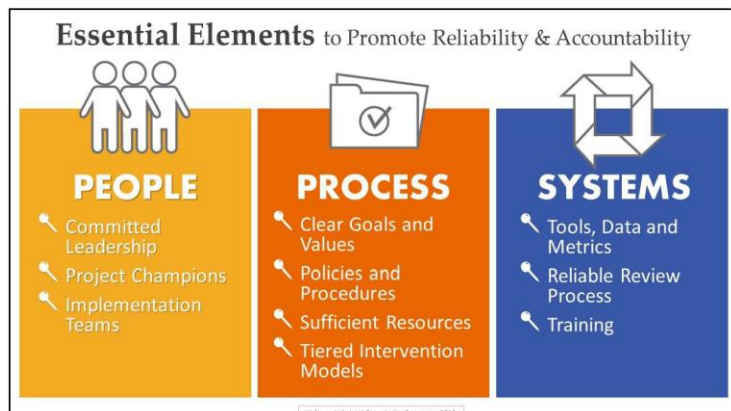 Essential Elements to Promote Reliability & Accountability
PEOPLE
Committed
Leadership
Project Champions
Implementation
Teams
PROCESS
Clear Goals and
Values
Policies and
Procedures
Sufficient Resources
Tiered Intervention
Models
SYSTEMS
Tools, Data and
Metrics
Reliable Review
Process
Training